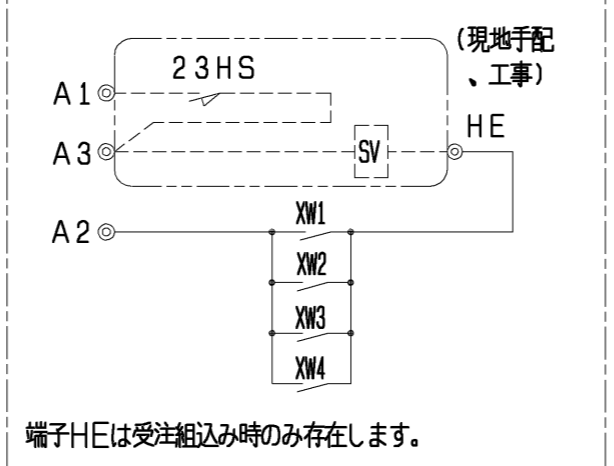 (現地手配
、工事)
23HS
A1
A3
SV
HE
A2
XW1
XW2
XW3
XW4
端子HEは受注組込み時のみ存在します。